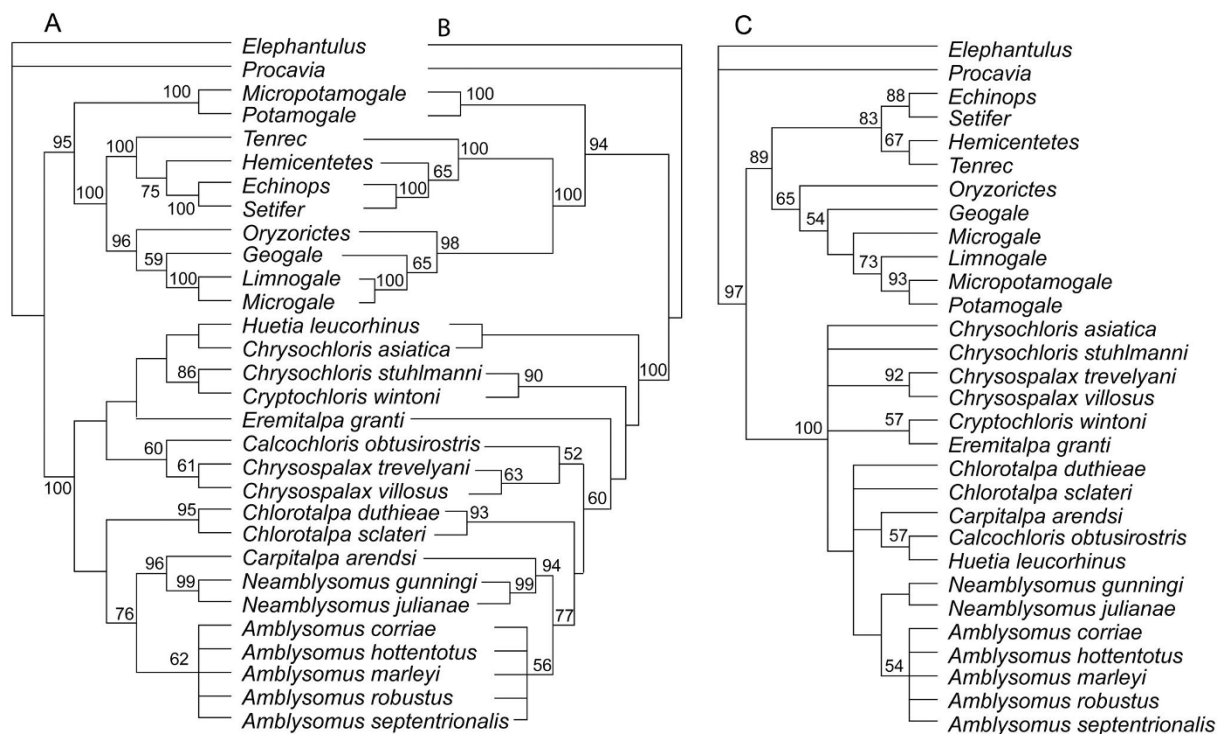 A B C
Elephantulus
Procavia
100 Micropotamogale 100
Potamogale
95 94
100 Tenrec 100
Hemicentetes 65
75 Echinops 100
100 100 Setifer 100
96 Oryzorictes 98
59 Geogale 65
100 Limnogale 100
Microgale
Huetia leucorhinus
Chrysochloris asiatica 100
86 Chrysochloris stuhlmanni 90
Cryptochloris wintoni
Eremitalpa granti
60 Calcochloris obtusirostris 52
61 Chrysospalax trevelyani 63
100 Chrysospalax villosus 60
95 Chlorotalpa duthieae 93
Chlorotalpa sclateri
96 Carpitalpa arendsi 94
99 Neamblysomus gunningi 99
76 Neamblysomus julianae 77
Amblysomus corriae
62 Amblysomus hottentotus 56
Amblysomus marleyi
Amblysomus robustus
Amblysomus septentrionalis
Elephantulus
Procavia
88 Echinops
83 Setifer
67 Hemicentetes
89 Tenrec
65 Oryzorictes
54 Geogale
Microgale
73 Limnogale
97 93 Micropotamogale
Potamogale
Chrysochloris asiatica
Chrysochloris stuhlmanni
92 Chrysospalax trevelyani
Chrysospalax villosus
100 57 Cryptochloris wintoni
Eremitalpa granti
Chlorotalpa duthieae
Chlorotalpa sclateri
Carpitalpa arendsi
57 Calcochloris obtusirostris
Huetia leucorhinus
Neamblysomus gunningi
Neamblysomus julianae
Amblysomus corriae
54 Amblysomus hottentotus
Amblysomus marleyi
Amblysomus robustus
Amblysomus septentrionalis